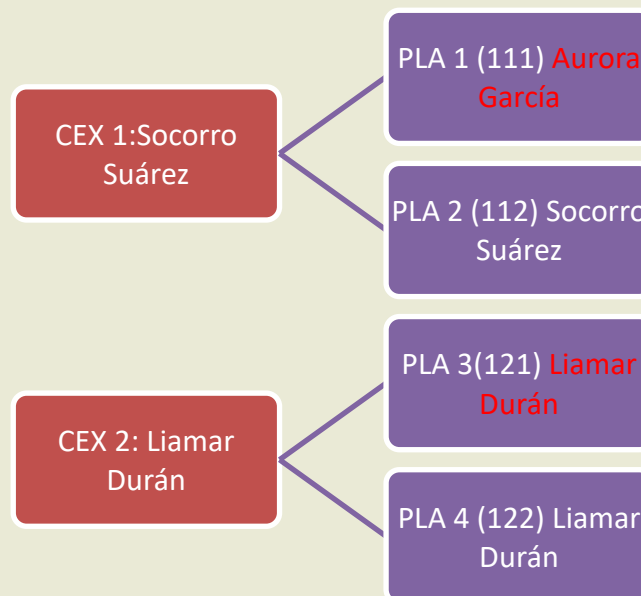 CEX 1:Socorro
Suárez
PLA 1 (111) Aurora
García
PLA 2 (112) Socorro
Suárez
CEX 2: Liamar
Durán
PLA 3(121) Liamar
Durán
PLA 4 (122) Liamar
Durán